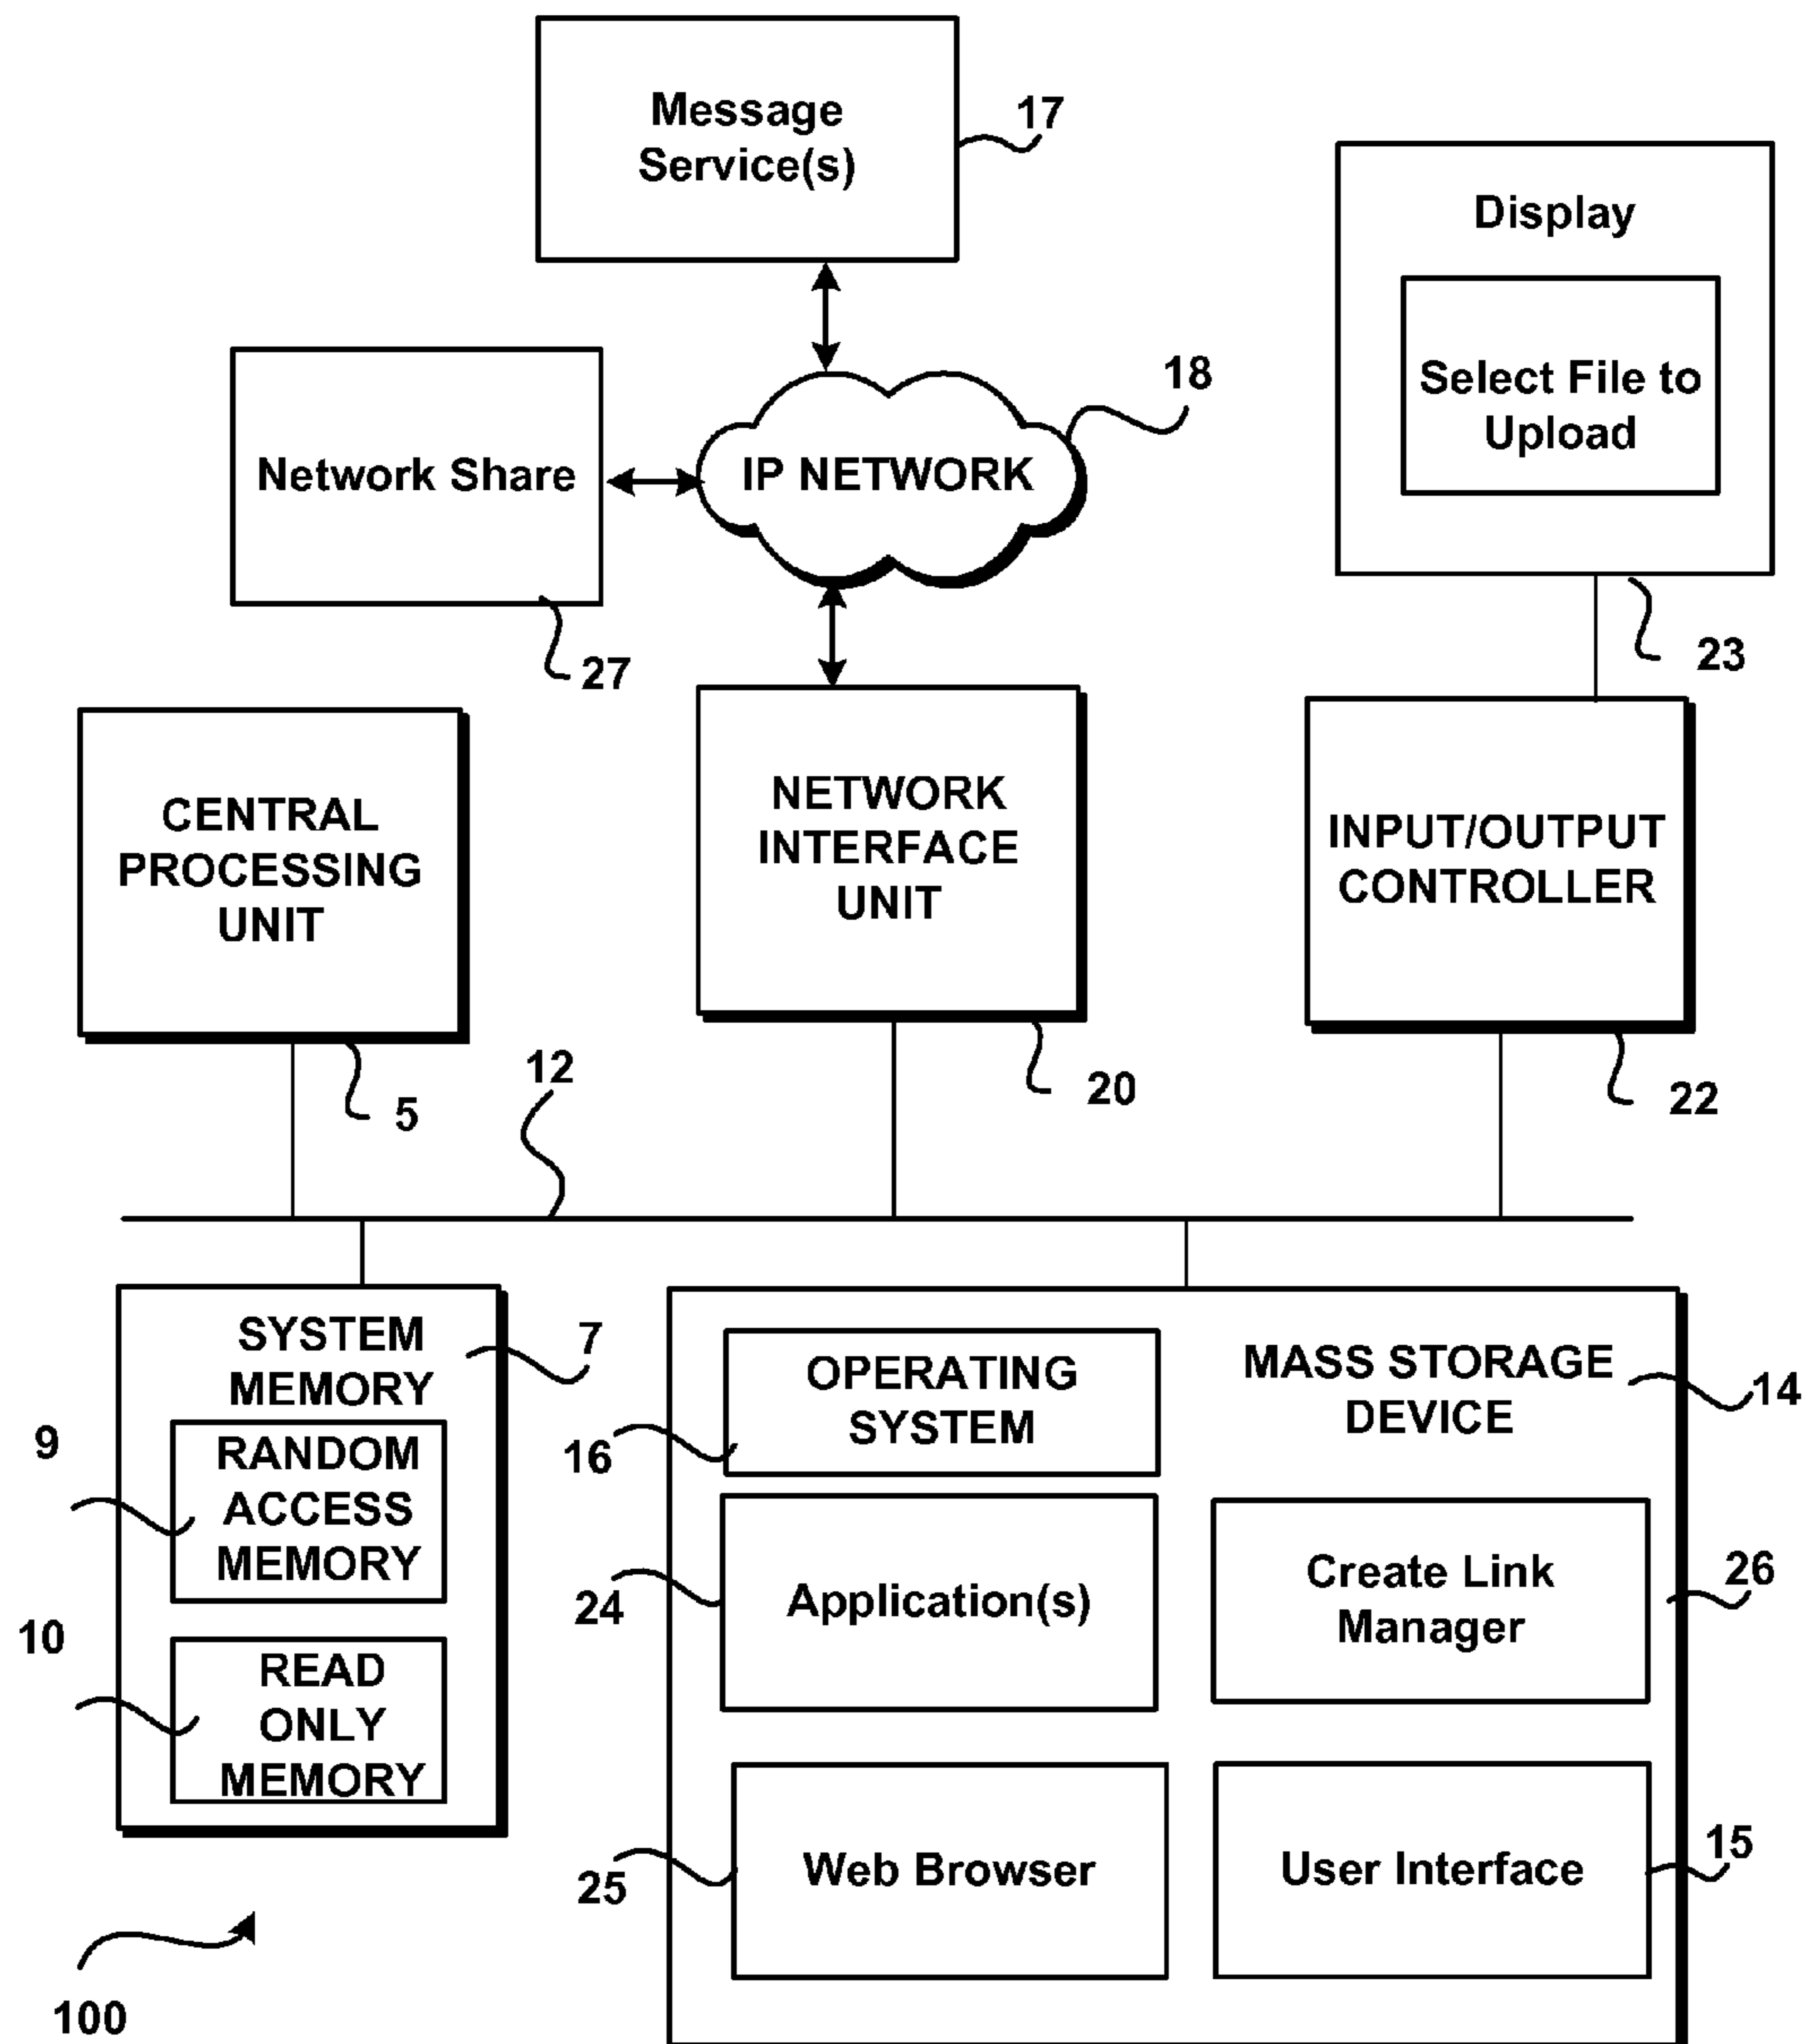 Message
Service(s)
17
Display
Select File to
Upload
23
18
IP NETWORK
Network Share
27
CENTRAL
PROCESSING
UNIT
5
NETWORK
INTERFACE
UNIT
20
INPUT/OUTPUT
CONTROLLER
22
12
SYSTEM
MEMORY
7
9
RANDOM
ACCESS
MEMORY
10
READ
ONLY
MEMORY
OPERATING
SYSTEM
16
MASS STORAGE
DEVICE
14
24
Application(s)
Create Link
Manager
26
25
Web Browser
User Interface
15
100